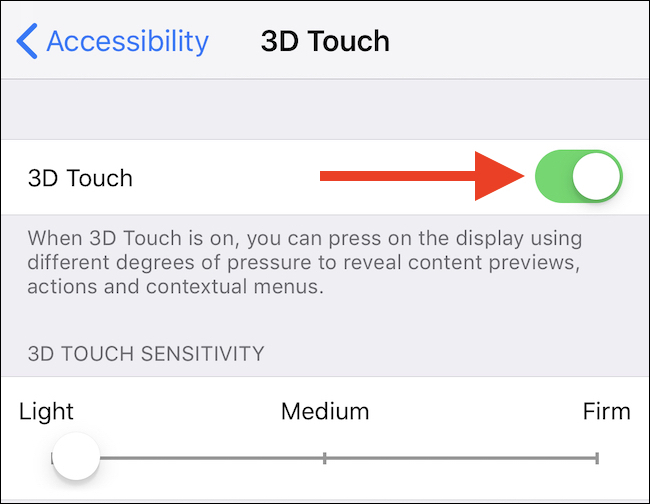 Accessibility
3D Touch
3D Touch
When 3D Touch is on, you can press on the display using
different degrees of pressure to reveal content previews,
actions and contextual menus.
3D TOUCH SENSITIVITY
Light Medium Firm